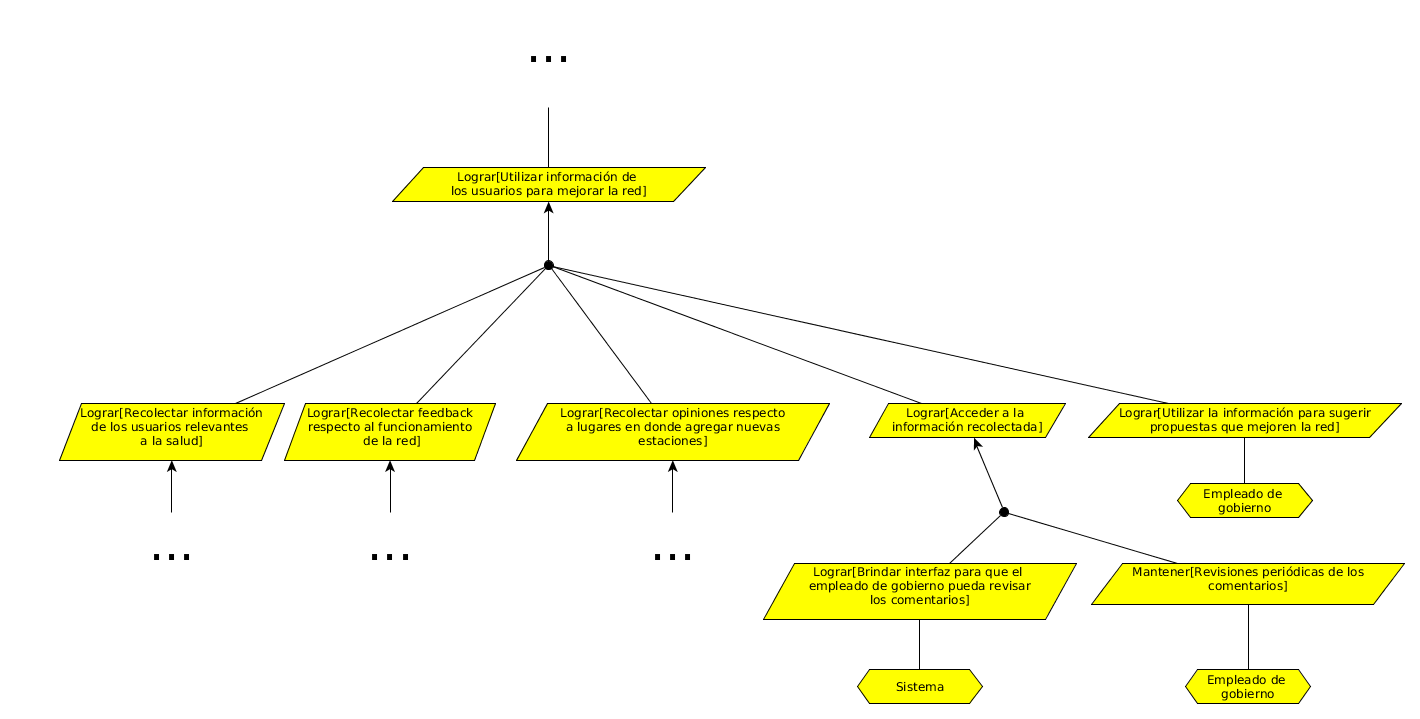 ...
Lograr[Utilizar información de
los usuarios para mejorar la red]
Lograr[Recolectar información
de los usuarios relevantes
a la salud]
Lograr[Recolectar feedback
respecto al funcionamiento
de la red]
Lograr[Recolectar opiniones respecto
a lugares en donde agregar nuevas
estaciones]
Lograr[Acceder a la
información recolectada]
Lograr[Utilizar la información para sugerir
propuestas que mejoren la red]
Empleado de
gobierno
...
...
...
Lograr[Brindar interfaz para que el
empleado de gobierno pueda revisar
los comentarios]
Mantener[Revisiones periódicas de los
comentarios]
Sistema
Empleado de
gobierno